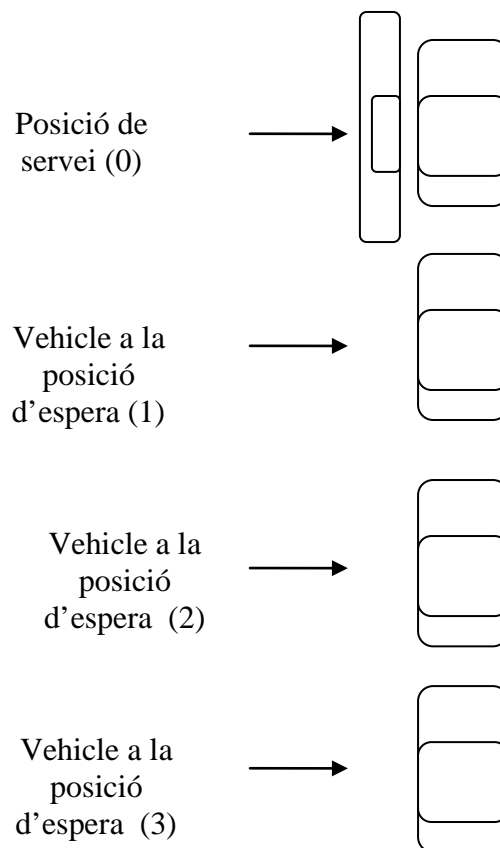 Posició de
servei (0)
Vehicle a la
posició
d’espera (1)
Vehicle a la
posició
d’espera (2)
Vehicle a la
posició
d’espera (3)